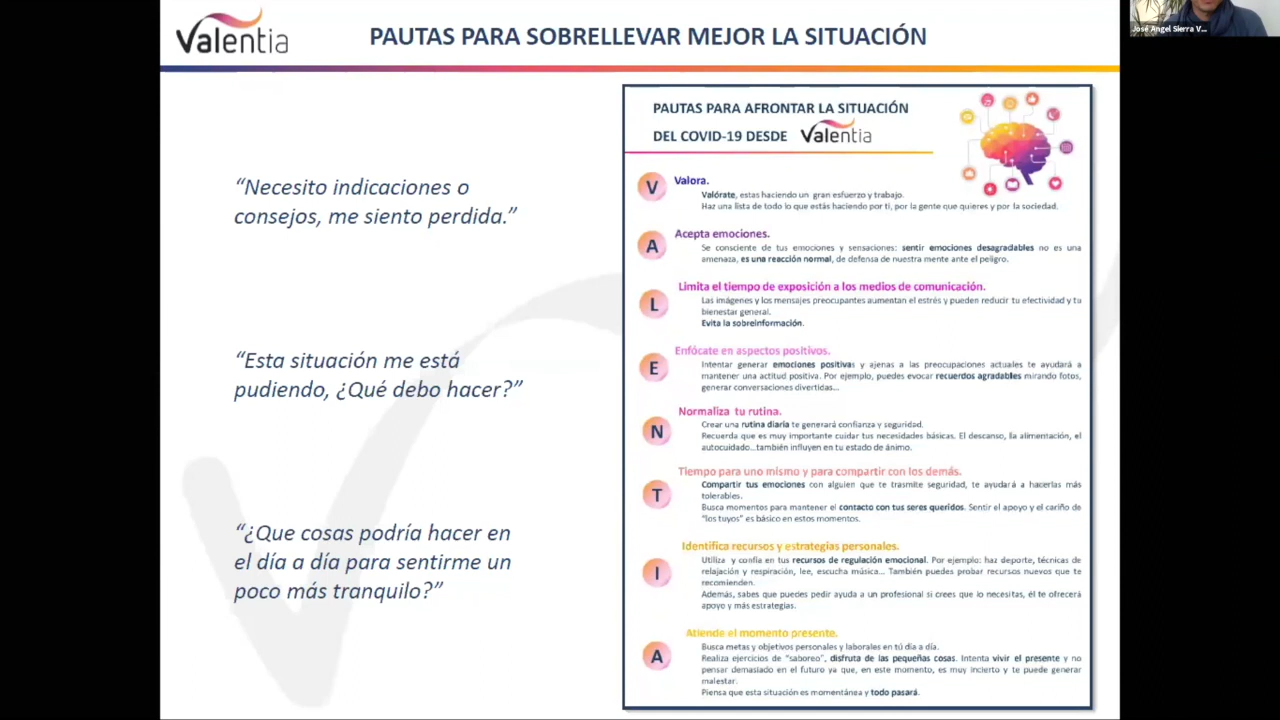 Valentia
PAUTAS PARA SOBRELLEVAR MEJOR LA SITUACIÓN
José Angel Sierra V...
“Necesito indicaciones o
consejos, me siento perdida.”
“Esta situación me está
pudiendo, ¿Qué debo hacer?”
“¿Que cosas podría hacer en
el día a día para sentirme un
poco más tranquilo?”
PAUTAS PARA AFRONTAR LA SITUACIÓN
DEL COVID-19 DESDE Valentia
V Valora.
Valórate, estas haciendo un gran esfuerzo y trabajo.
Haz una lista de todo lo que estás haciendo por ti, por la gente que quieres y por la sociedad.
A Acepta emociones.
Se consciente de tus emociones y sensaciones: sentir emociones desagradables no es una
amenaza, es una reacción normal, de defensa de nuestra mente ante el peligro.
L Limita el tiempo de exposición a los medios de comunicación.
Las imágenes y los mensajes preocupantes aumentan el estrés y pueden reducir tu efectividad y tu
bienestar general.
Evita la sobreinformación.
E Enfócate en aspectos positivos.
Intentar generar emociones positivas y ajenas a las preocupaciones actuales te ayudará a
mantener una actitud positiva. Por ejemplo, puedes evocar recuerdos agradables mirando fotos,
generar conversaciones divertidas...
N Normaliza tu rutina.
Crear una rutina diaria te generará confianza y seguridad.
Recuerda que es muy importante cuidar tus necesidades básicas. El descanso, la alimentación, el
autocuidado...también influyen en tu estado de ánimo.
T Tiempo para uno mismo y para compartir con los demás.
Compartir tus emociones con alguien que te trasmite seguridad, te ayudará a hacerlas más
tolerables.
Busca momentos para mantener el contacto con tus seres queridos. Sentir el apoyo y el cariño de
“los tuyos” es básico en estos momentos.
I Identifica recursos y estrategias personales.
Utiliza y confía en tus recursos de regulación emocional. Por ejemplo: haz deporte, técnicas de
relajación y respiración, lee, escucha música... También puedes probar recursos nuevos que te
recomienden.
Además, sabes que puedes pedir ayuda a un profesional si crees que lo necesitas, él te ofrecerá
apoyo y más estrategias.
A Atiende el momento presente.
Busca metas y objetivos personales y laborales en tú día a día.
Realiza ejercicios de “saboreo”, disfruta de las pequeñas cosas. Intenta vivir el presente y no
pensar demasiado en el futuro ya que, en este momento, es muy incierto y te puede generar
malestar.
Piensa que esta situación es momentánea y todo pasará.